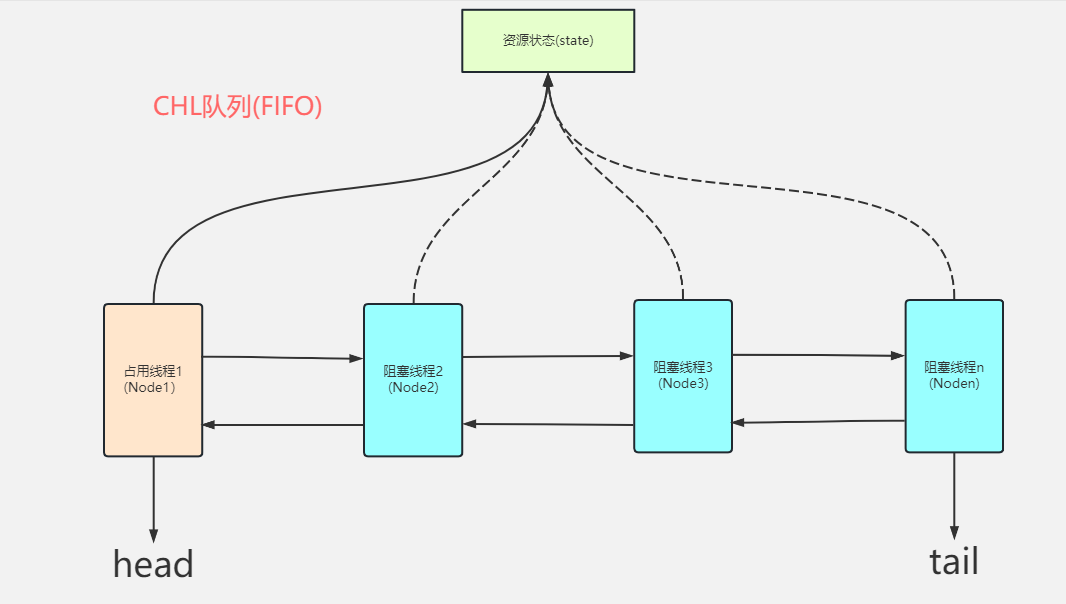 资源状态(state)
CHL队列(FIFO)
占用线程1
(Node1)
阻塞线程2
(Node2)
阻塞线程3
(Node3)
阻塞线程n
(Noden)
head
tail